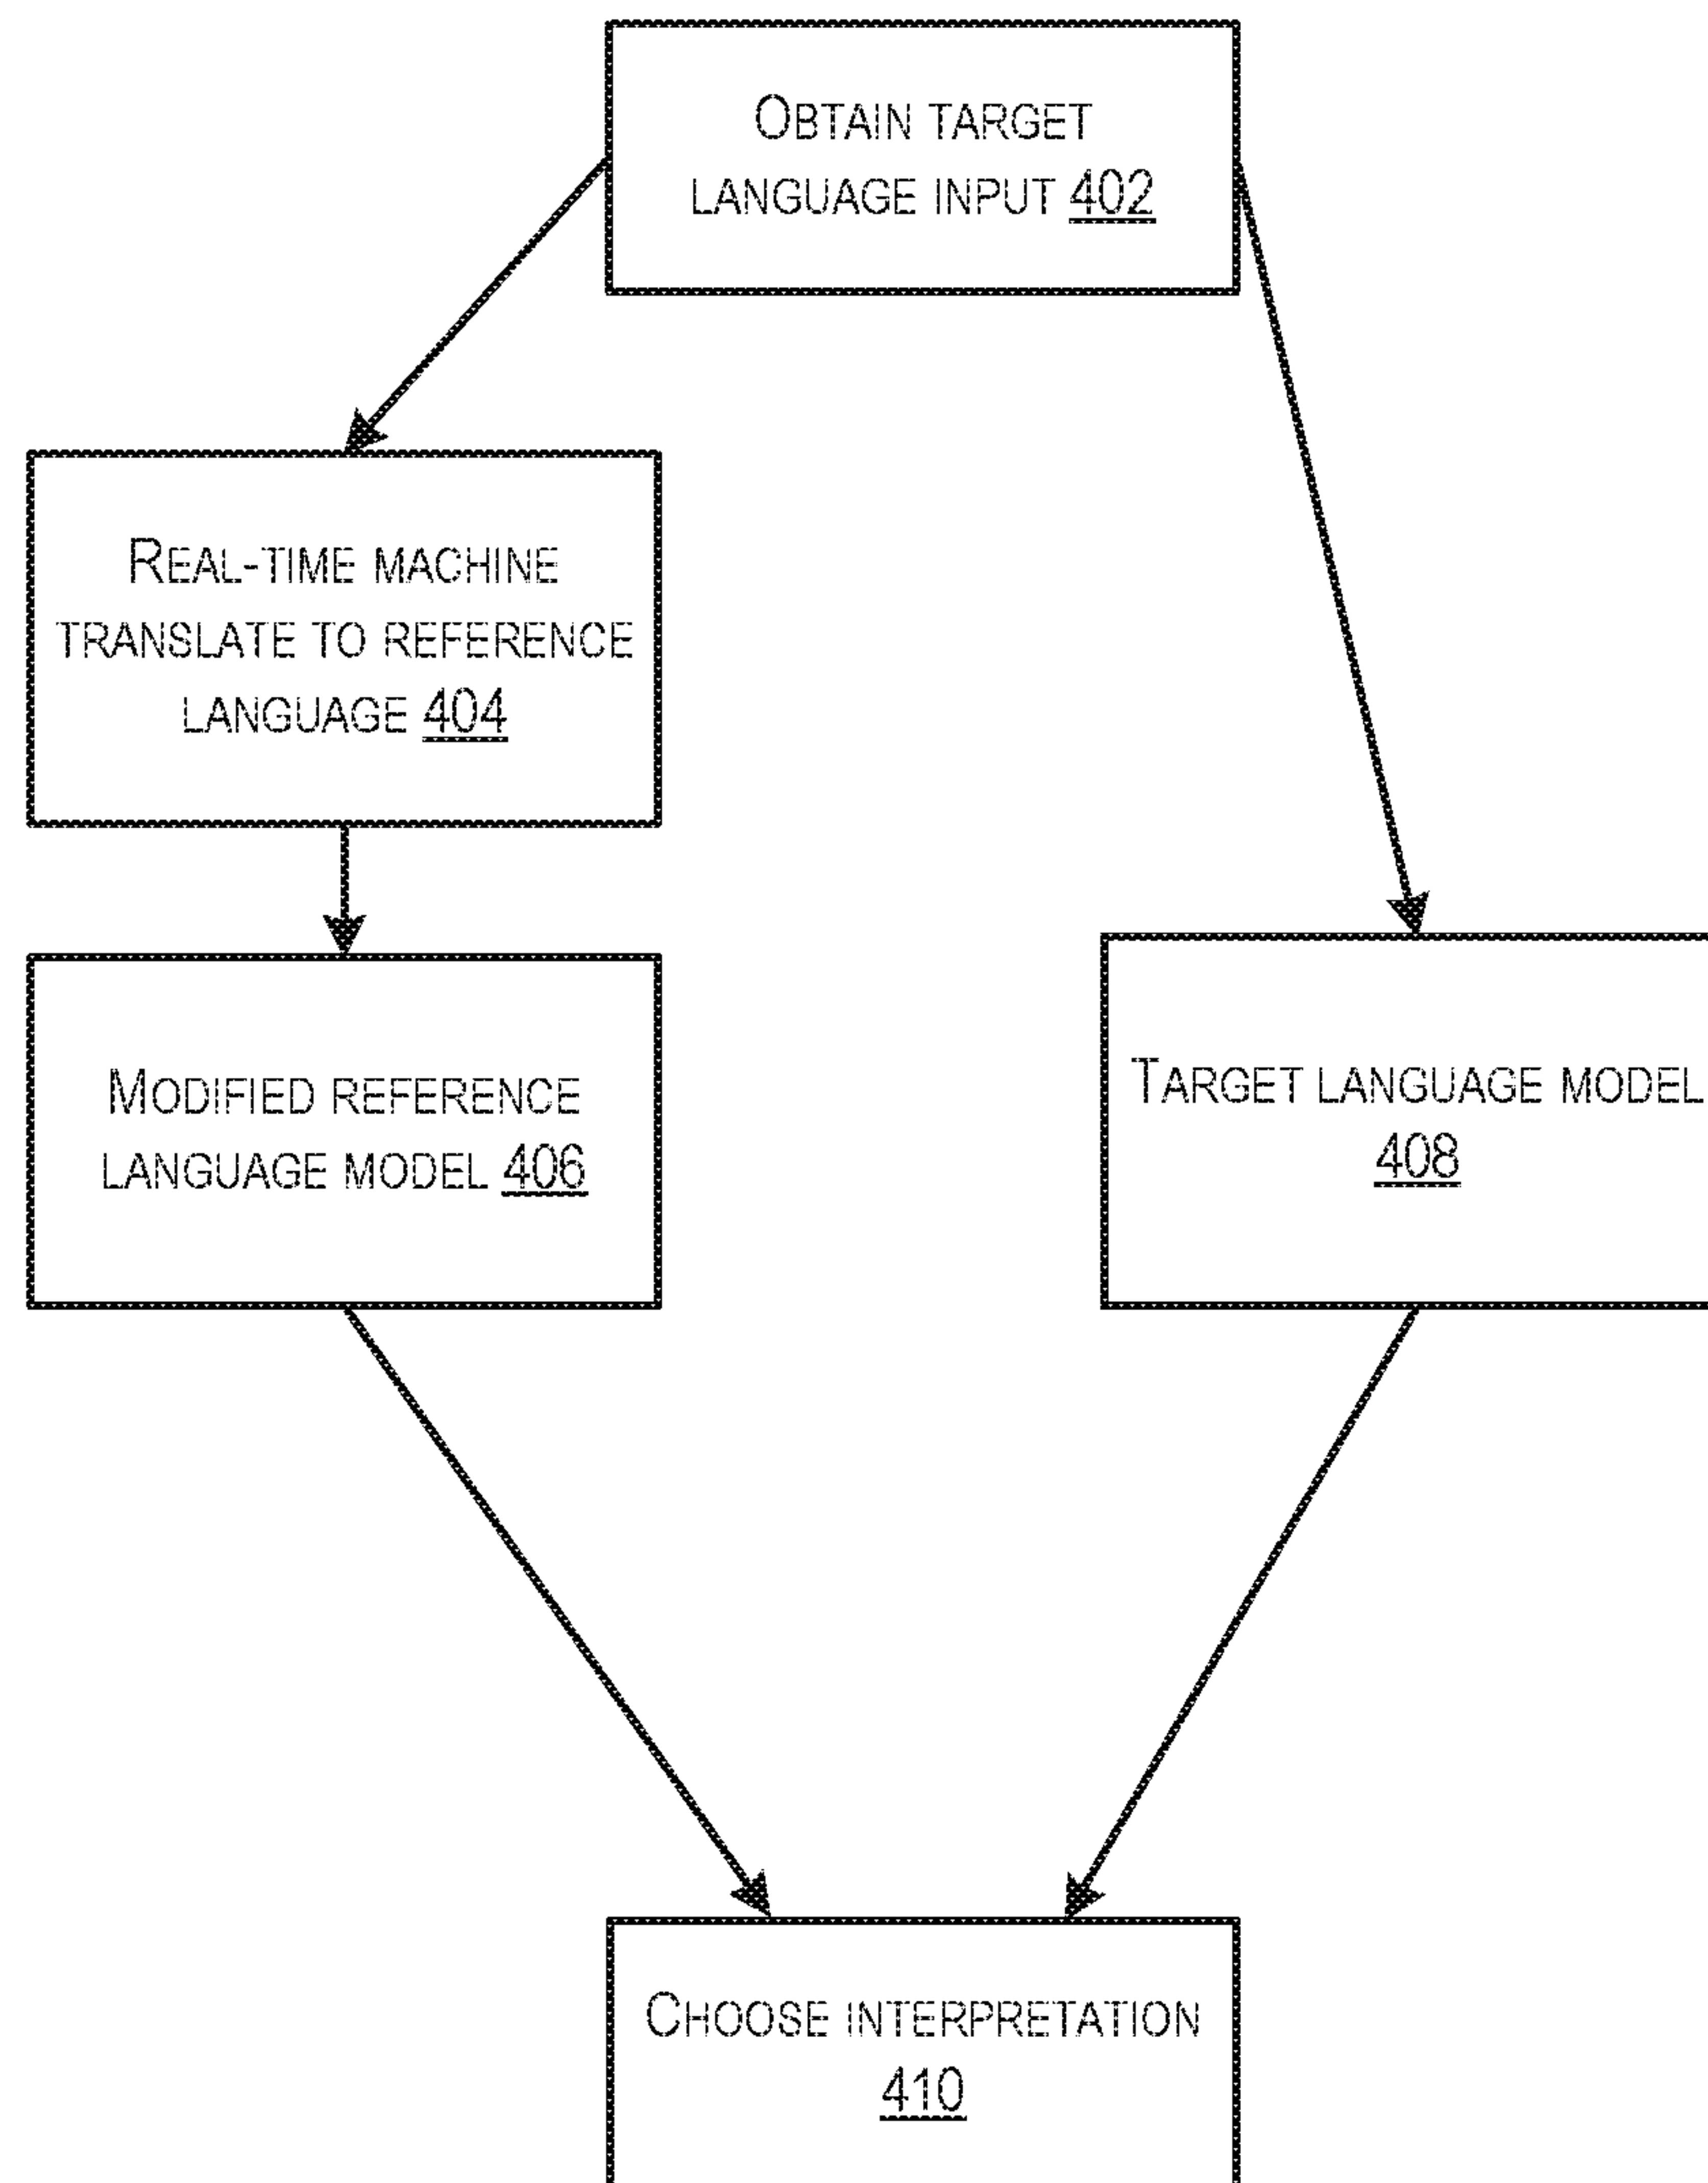 OBTAIN TARGET
LANGUAGE INPUT 402
REAL-TIME MACHINE
TRANSLATE TO REFERENCE
LANGUAGE 404
MODIFIED REFERENCE
LANGUAGE MODEL 406
TARGET LANGUAGE MODEL
408
CHOOSE INTERPRETATION
410